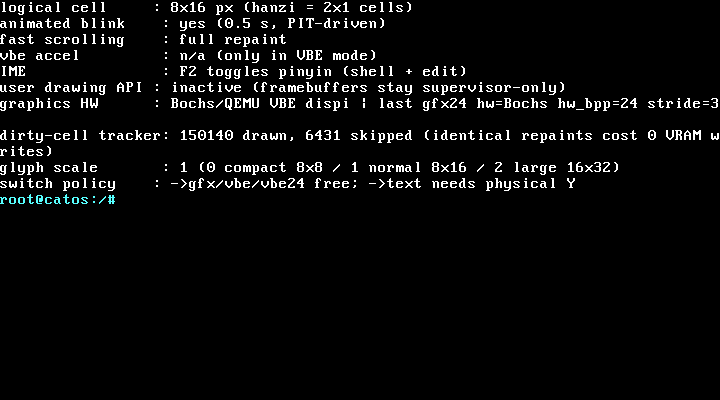 logical cell      : 8x16 px (hanzi = 2x1 cells)
animated blink     : yes (0.5 s, PIT-driven)
fast scrolling     : full repaint
vbe accel          : n/a (only in VBE mode)
IME                : F2 toggles pinyin (shell + edit)
user drawing API : inactive (framebuffers stay supervisor-only)
graphics HW       : Bochs/QEMU VBE dispi | last gfx24 hw=Bochs hw_bpp=24 stride=3
dirty-cell tracker: 150140 drawn, 6431 skipped (identical repaints cost 0 VRAM w
rites)
glyph scale        : 1 (0 compact 8x8 / 1 normal 8x16 / 2 large 16x32)
switch policy     : ->gfx/vbe/vbe24 free; ->text needs physical Y
root@catos:/#